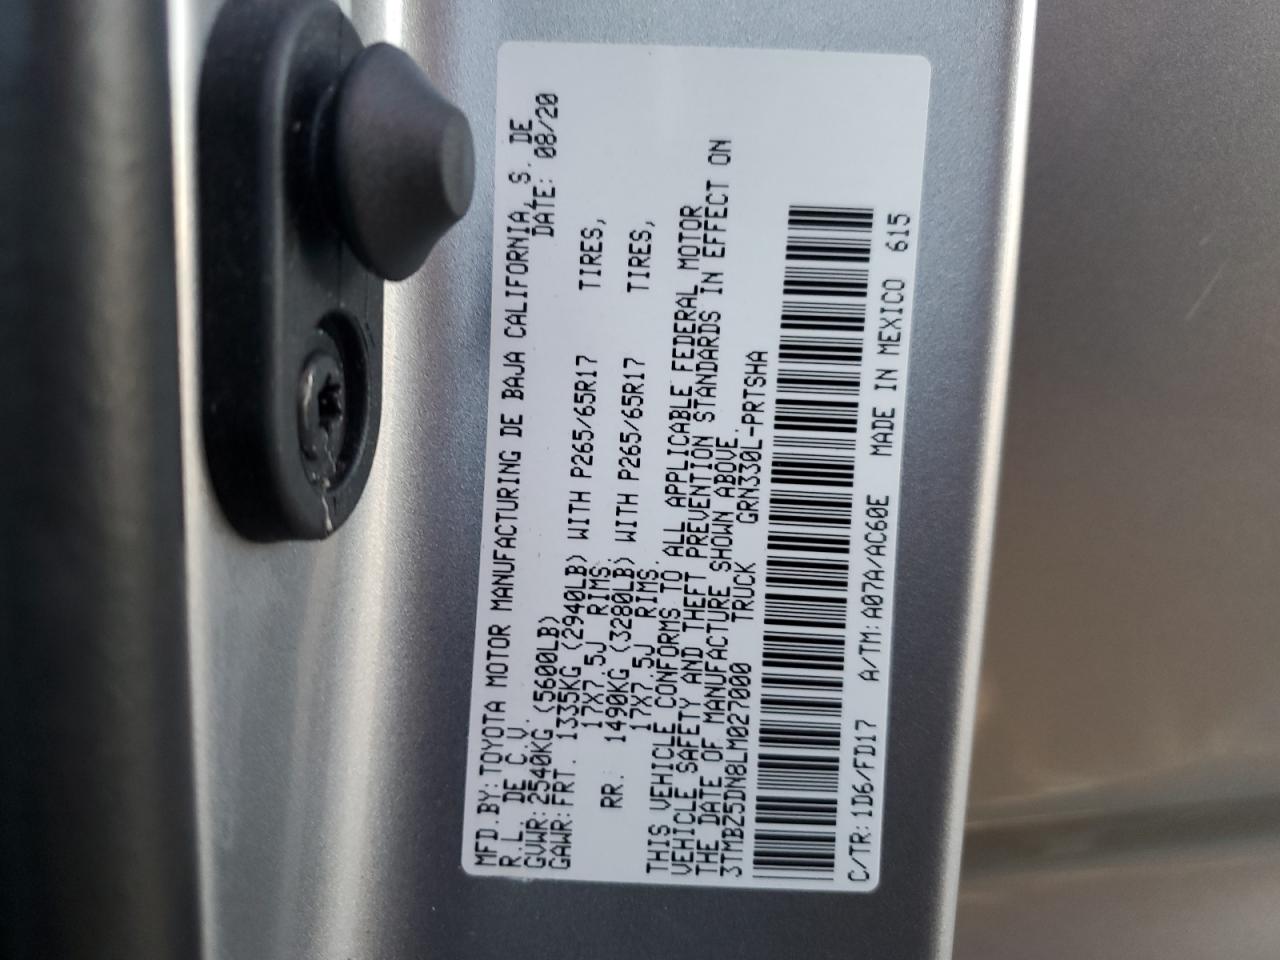 MFD.BY:TOYOTA MOTOR MANUFACTURING DE BAJA CALIFORNIA, S. DE
R.L. DE C.V. DATE: 08/20
GVWR:2540KG (5600LB)
GAWR:FRT. 1335KG (2940LB) WITH P265/65R17 TIRES,
17X7.5J RIMS.
RR. 1490KG (3280LB) WITH P265/65R17 TIRES,
17X7.5J RIMS.
THIS VEHICLE CONFORMS TO ALL APPLICABLE FEDERAL MOTOR
VEHICLE SAFETY AND THEFT PREVENTION STANDARDS IN EFFECT ON
THE DATE OF MANUFACTURE SHOWN ABOVE.
3TMBZ5DN8LM027000 TRUCK GRN330L-PRTSHA
C/TR:1D6/FD17 A/TM:A07A/AC60E MADE IN MEXICO 615